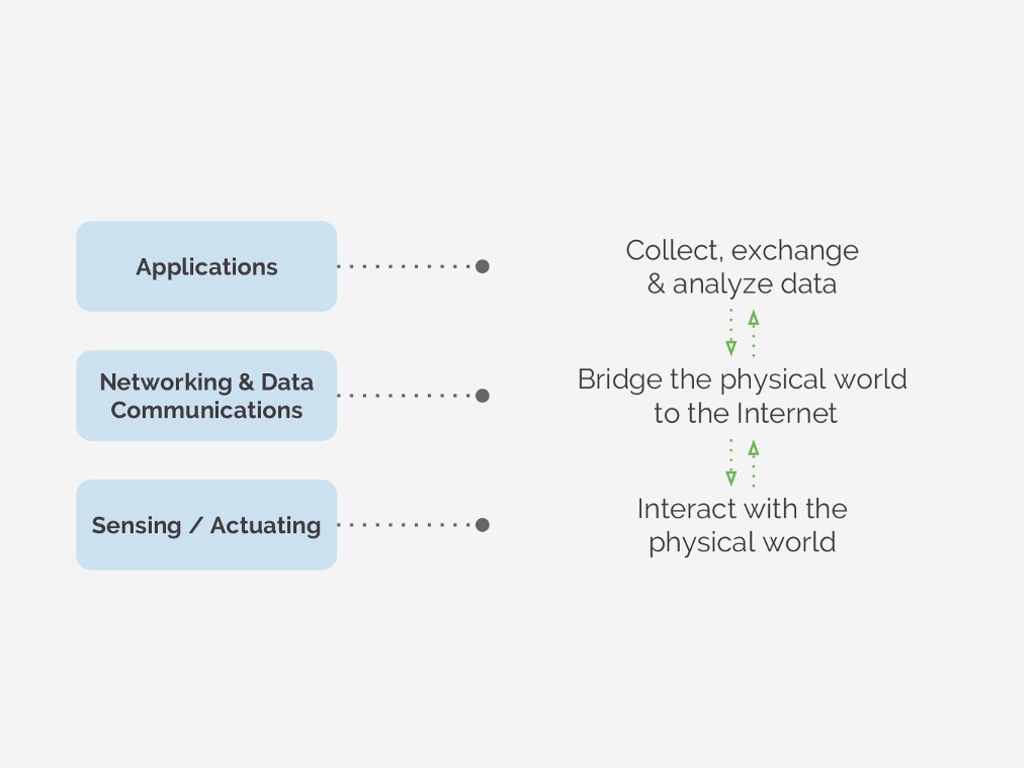 Applications
Collect, exchange
& analyze data
Networking & Data
Communications
Bridge the physical world
to the Internet
Sensing / Actuating
Interact with the
physical world